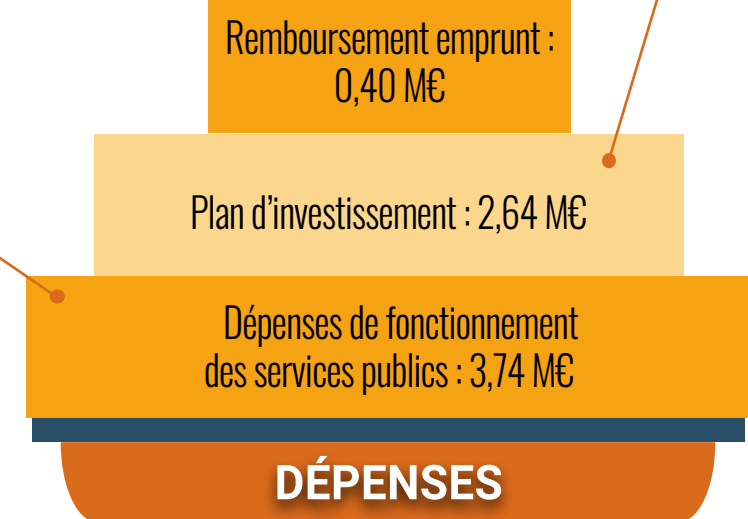 Remboursement emprunt :
0,40 M€
Plan d’investissement : 2,64 M€
Dépenses de fonctionnement
des services publics : 3,74 M€
DÉPENSES